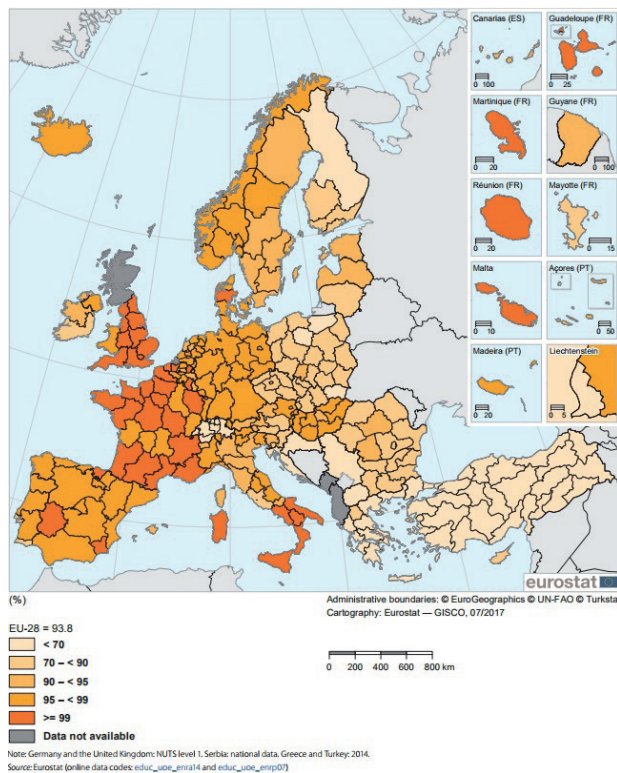 Canarias (ES)
0 100
Guadeloupe (FR)
0 25
Martinique (FR)
0 20
Guyane (FR)
0 100
Réunion (FR)
0 20
Mayotte (FR)
0 15
Malta
0 10
Açores (PT)
0 50
Madeira (PT)
0 20
Liechtenstein
0 5
eurostat
(%)
Administrative boundaries: © EuroGeographics © UN-FAO © Turksta
Cartography: Eurostat — GISCO, 07/2017
EU-28 = 93.8
< 70
70 – < 90
90 – < 95
95 – < 99
>= 99
Data not available
0 200 400 600 800 km
Note: Germany and the United Kingdom: NUTS level 1. Serbia: national data. Greece and Turkey: 2014.
Source: Eurostat (online data codes: educ_uoe_enra14 and educ_uoe_enrp07)